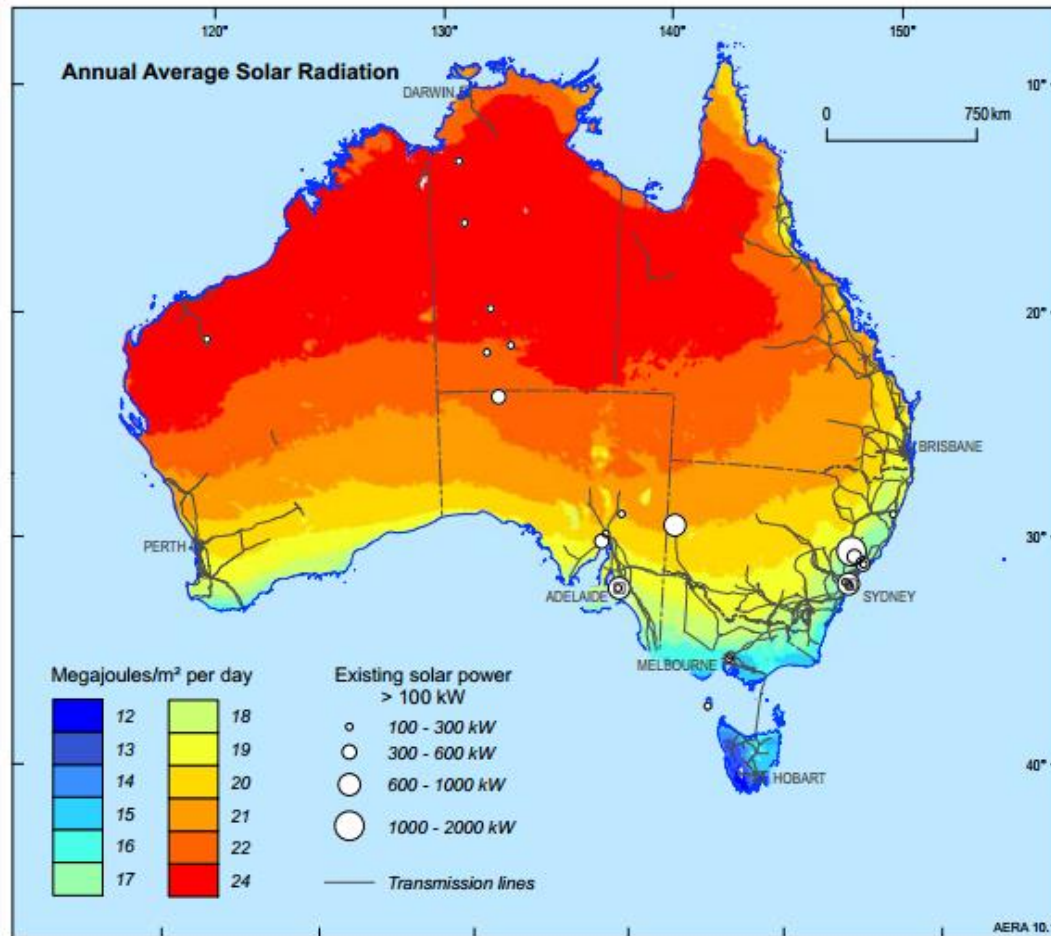 120°
130°
140°
150°
Annual Average Solar Radiation
DARWIN
10°
0
750 km
20°
BRISBANE
30°
PERTH
ADELAIDE
SYDNEY
MELBOURNE
40°
HOBART
Megajoules/m² per day
12
13
14
15
16
17
18
19
20
21
22
24
Existing solar power
> 100 kW
100 - 300 kW
300 - 600 kW
600 - 1000 kW
1000 - 2000 kW
Transmission lines
AERA 10.